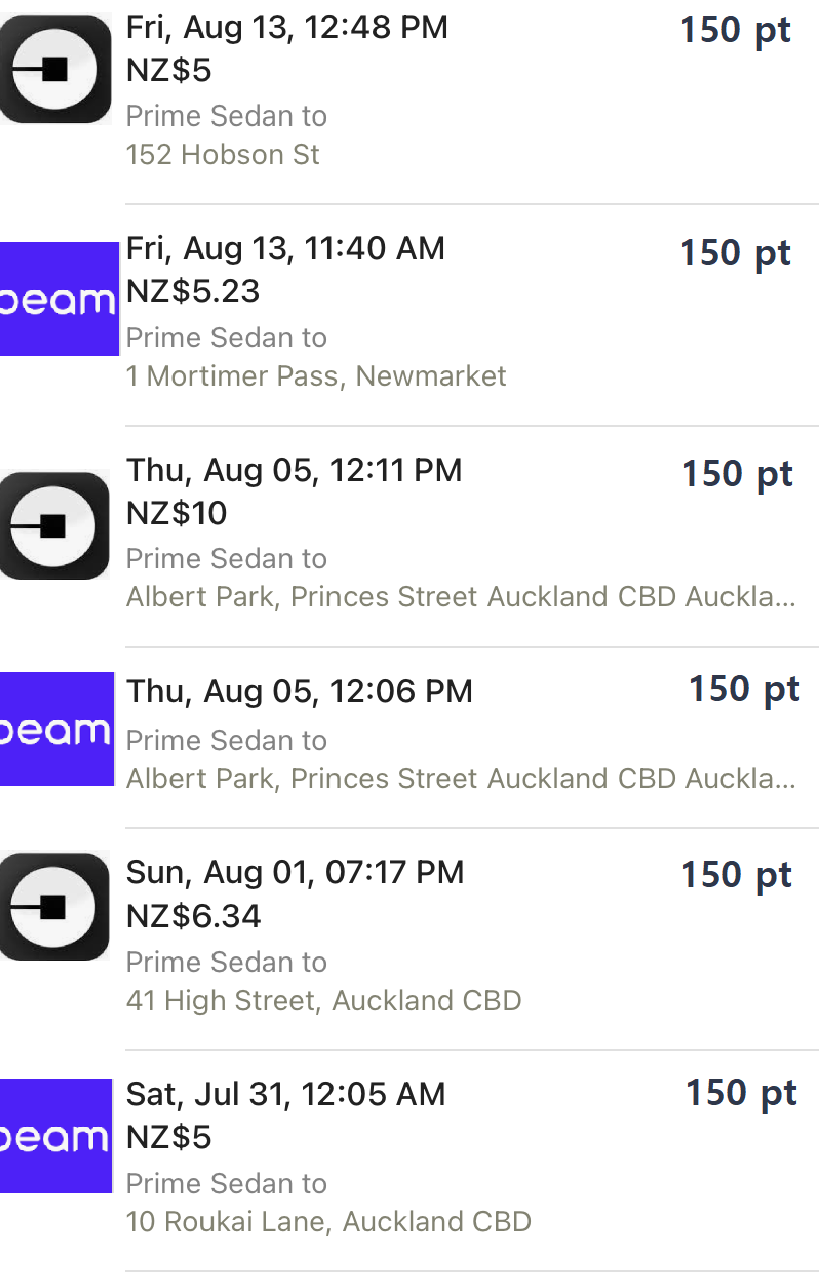 Fri, Aug 13, 12:48 PM 150 pt
NZ$5
Prime Sedan to
152 Hobson St
Fri, Aug 13, 11:40 AM 150 pt
beam
NZ$5.23
Prime Sedan to
1 Mortimer Pass, Newmarket
Thu, Aug 05, 12:11 PM 150 pt
NZ$10
Prime Sedan to
Albert Park, Princes Street Auckland CBD Auckla...
Thu, Aug 05, 12:06 PM 150 pt
beam
Prime Sedan to
Albert Park, Princes Street Auckland CBD Auckla...
Sun, Aug 01, 07:17 PM 150 pt
NZ$6.34
Prime Sedan to
41 High Street, Auckland CBD
Sat, Jul 31, 12:05 AM 150 pt
beam
NZ$5
Prime Sedan to
10 Roukai Lane, Auckland CBD